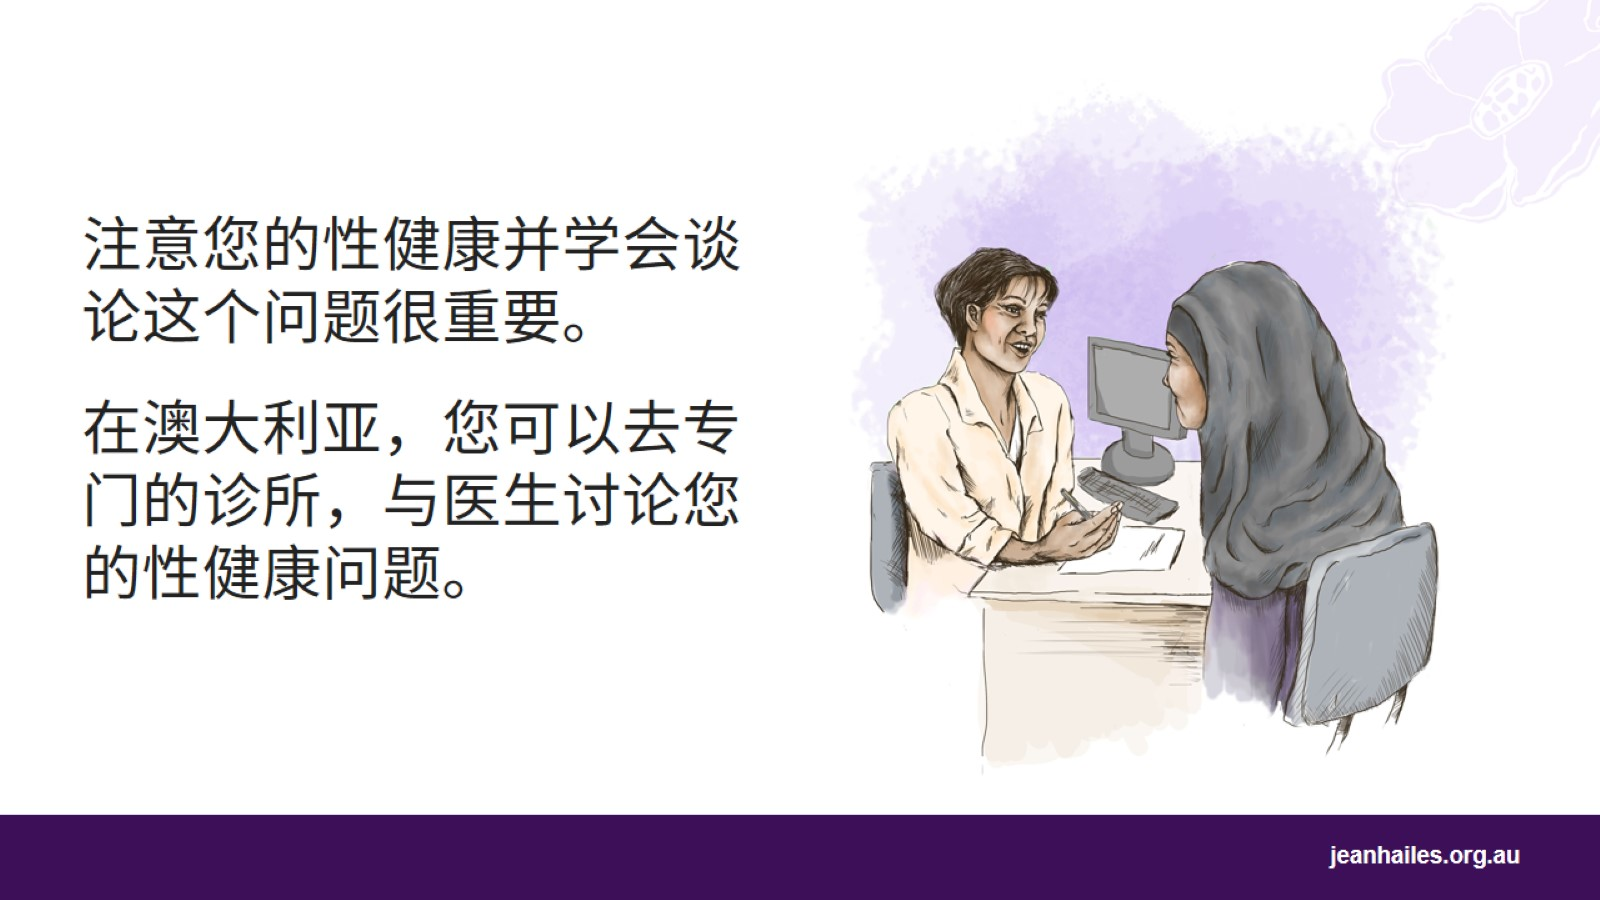 注意您的性健康并学会谈
论这个问题很重要。
在澳大利亚，您可以去专
门的诊所，与医生讨论您
的性健康问题。
jeanhailes.org.au